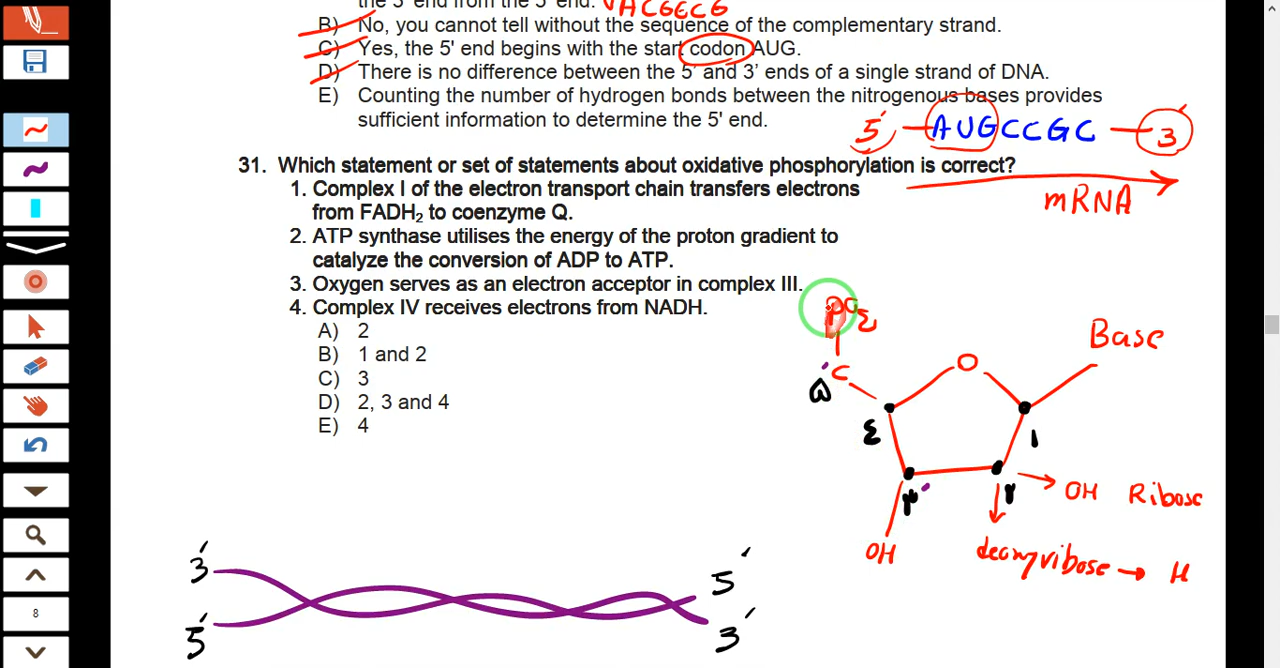 the 5' end from the 3' end.
√ACGGCG
B) No, you cannot tell without the sequence of the complementary strand.
C) Yes, the 5' end begins with the start codon AUG.
D) There is no difference between the 5' and 3' ends of a single strand of DNA.
E) Counting the number of hydrogen bonds between the nitrogenous bases provides
sufficient information to determine the 5' end.
5' AUGCCGC 3'
mRNA
31. Which statement or set of statements about oxidative phosphorylation is correct?
1. Complex I of the electron transport chain transfers electrons
from FADH₂ to coenzyme Q.
2. ATP synthase utilises the energy of the proton gradient to
catalyze the conversion of ADP to ATP.
3. Oxygen serves as an electron acceptor in complex III.
4. Complex IV receives electrons from NADH.
A) 2
B) 1 and 2
C) 3
D) 2, 3 and 4
E) 4
PO٤
Base
O
C
۵'
٤
١
٣'
٢
OH Ribose
OH
deoxyribose → H
3' 5'
5' 3'
8